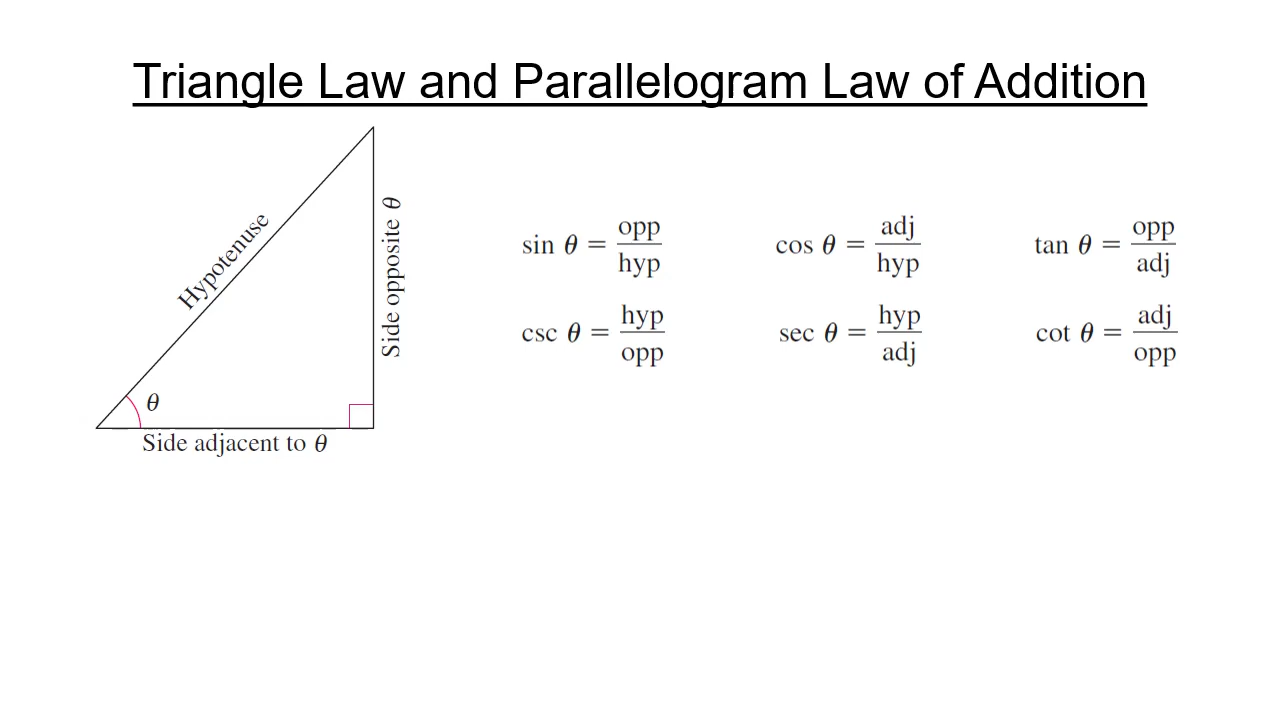 Triangle Law and Parallelogram Law of Addition
Hypotenuse
Side opposite θ
θ
Side adjacent to θ
sin θ = opp/hyp
cos θ = adj/hyp
tan θ = opp/adj
csc θ = hyp/opp
sec θ = hyp/adj
cot θ = adj/opp